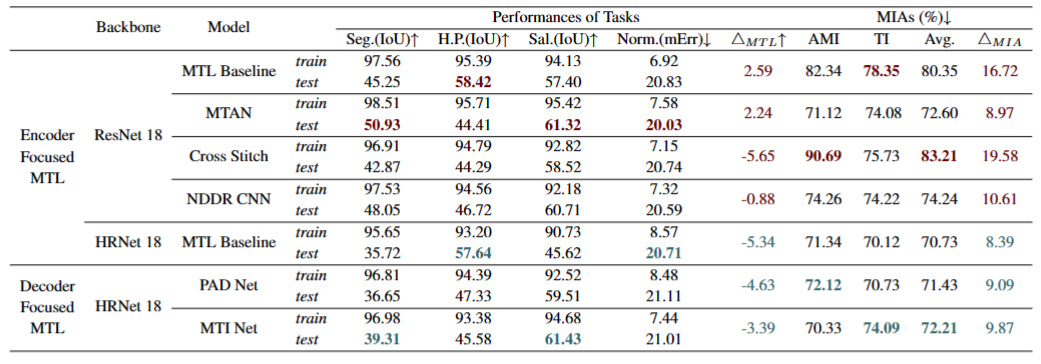 Backbone Model Performances of Tasks MIAs (%)↓
Seg.(IoU)↑ H.P.(IoU)↑ Sal.(IoU)↑ Norm.(mErr)↓ △MTL↑ AMI TI Avg. △MIA
Encoder Focused MTL
ResNet 18
MTL Baseline train 97.56 95.39 94.13 6.92 2.59 82.34 78.35 80.35 16.72
test 45.25 58.42 57.40 20.83
MTAN train 98.51 95.71 95.42 7.58 2.24 71.12 74.08 72.60 8.97
test 50.93 44.41 61.32 20.03
Cross Stitch train 96.91 94.79 92.82 7.15 -5.65 90.69 75.73 83.21 19.58
test 42.87 44.29 58.52 20.74
NDDR CNN train 97.53 94.56 92.18 7.32 -0.88 74.26 74.22 74.24 10.61
test 48.05 46.72 60.71 20.59
HRNet 18 MTL Baseline train 95.65 93.20 90.73 8.57 -5.34 71.34 70.12 70.73 8.39
test 35.72 57.64 45.62 20.71
Decoder Focused MTL
HRNet 18
PAD Net train 96.81 94.39 92.52 8.48 -4.63 72.12 70.73 71.43 9.09
test 36.65 47.33 59.51 21.11
MTI Net train 96.98 93.38 94.68 7.44 -3.39 70.33 74.09 72.21 9.87
test 39.31 45.58 61.43 21.01